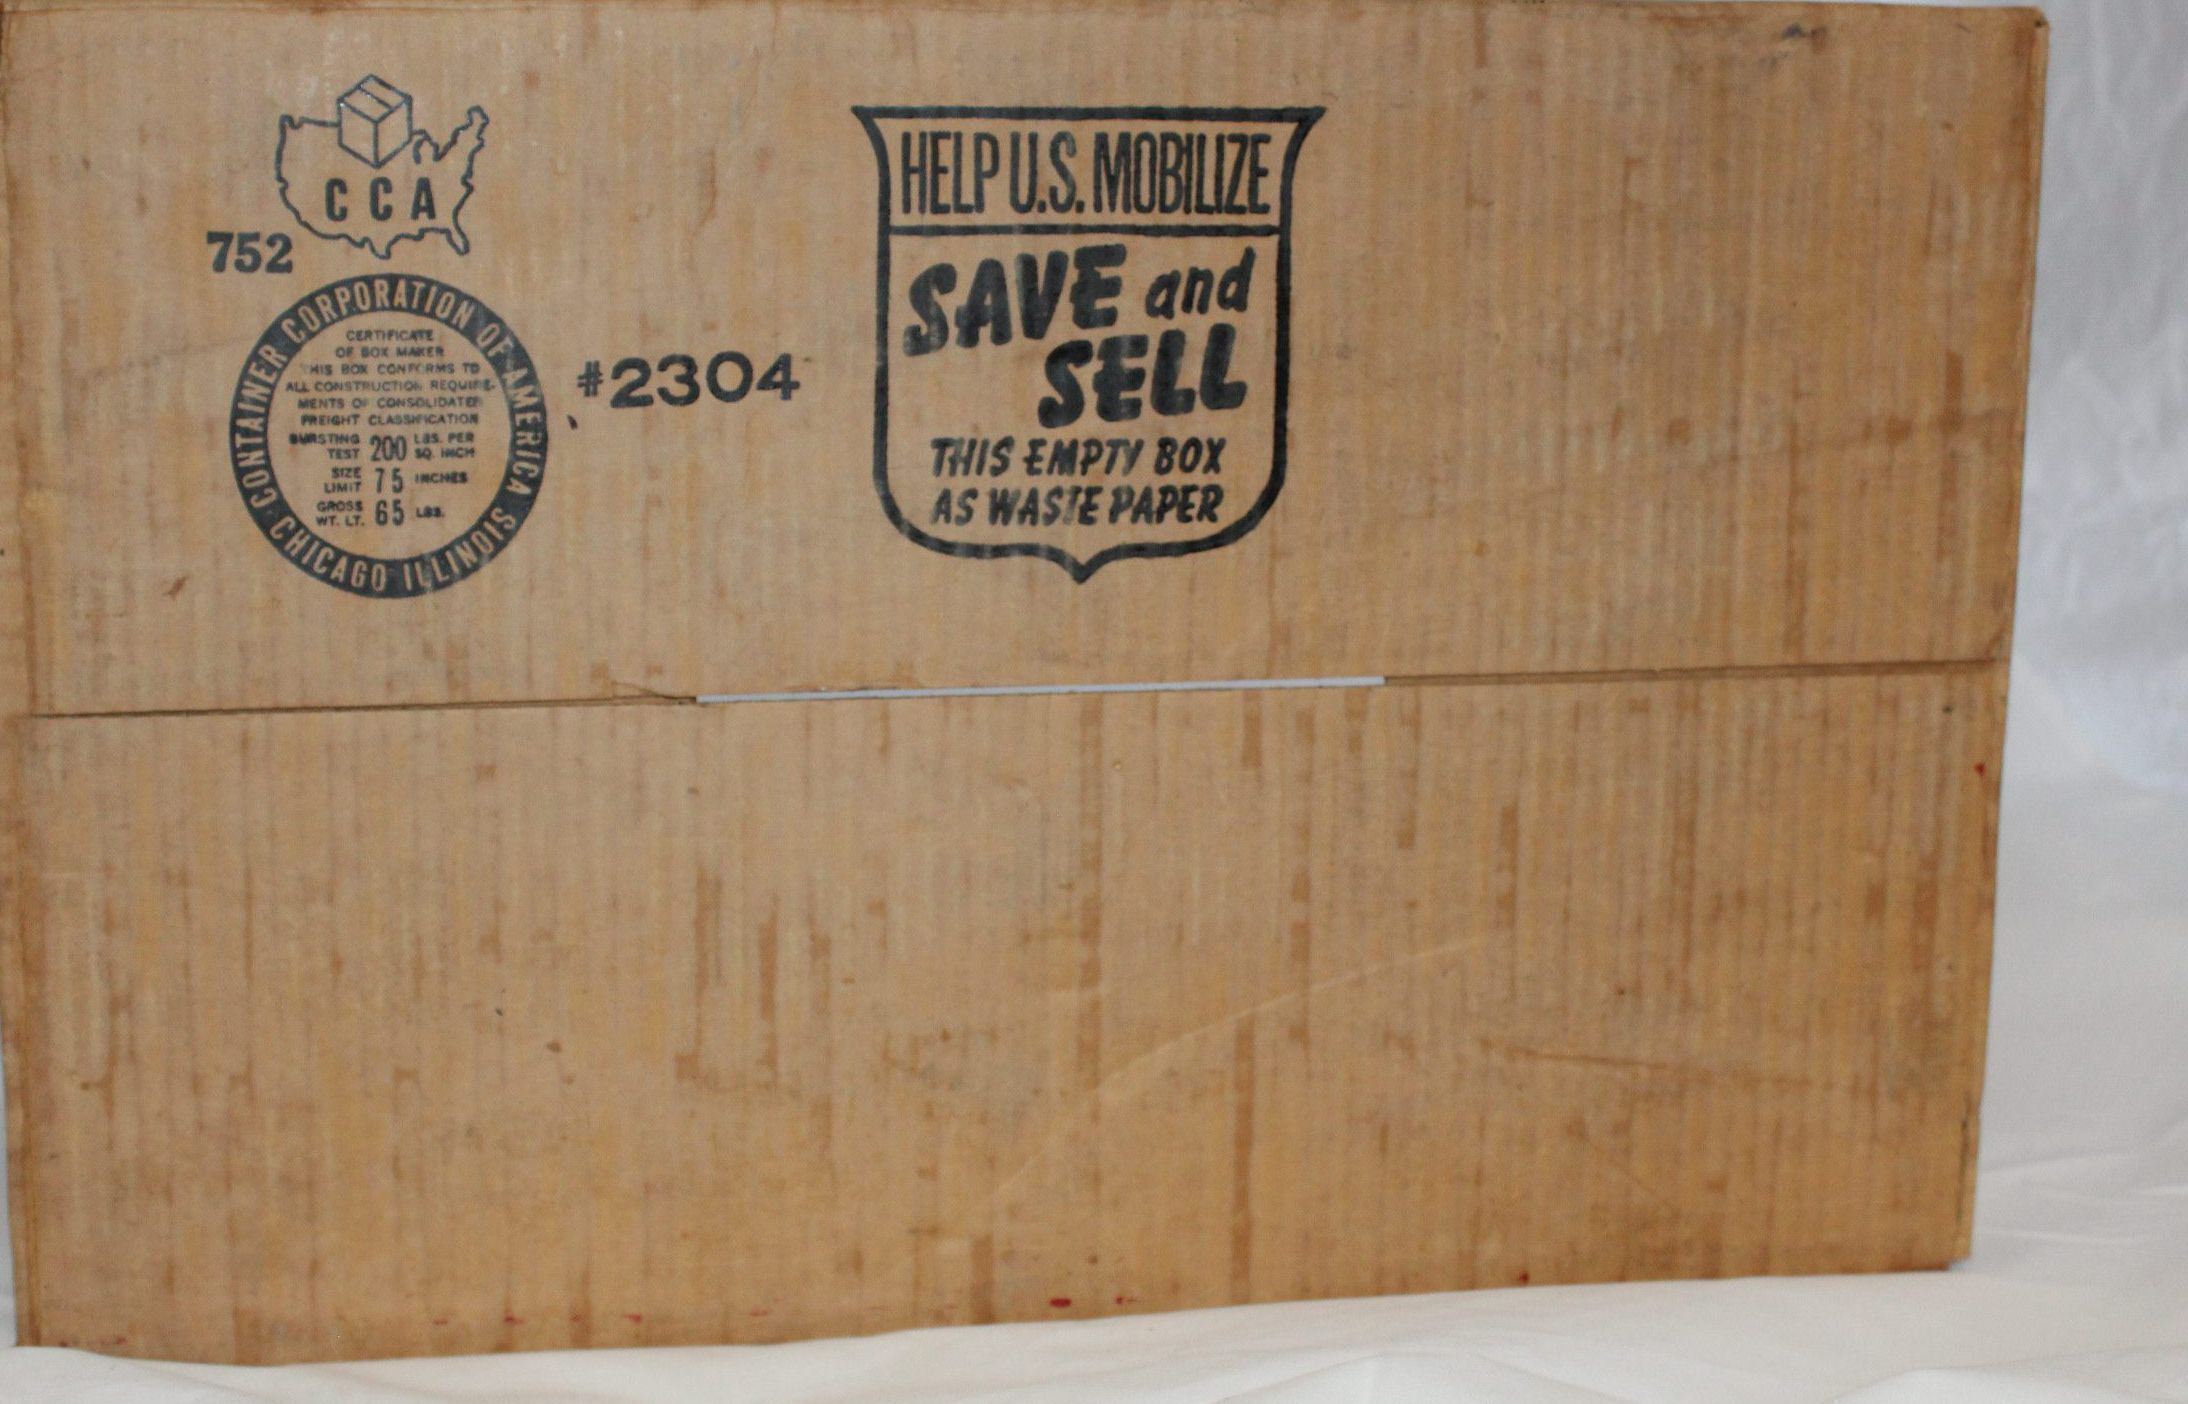 CCA
752
CONTAINER CORPORATION OF AMERICA
CHICAGO ILLINOIS
CERTIFICATE
OF BOX MAKER
THIS BOX CONFORMS TO
ALL CONSTRUCTION REQUIRE-
MENTS OF CONSOLIDATED
FREIGHT CLASSIFICATION
BURSTING TEST 200 LBS. PER SQ. INCH
SIZE LIMIT 75 INCHES
GROSS WT. LT. 65 LBS.
#2304
HELP U.S. MOBILIZE
SAVE and
SELL
THIS EMPTY BOX
AS WASTE PAPER